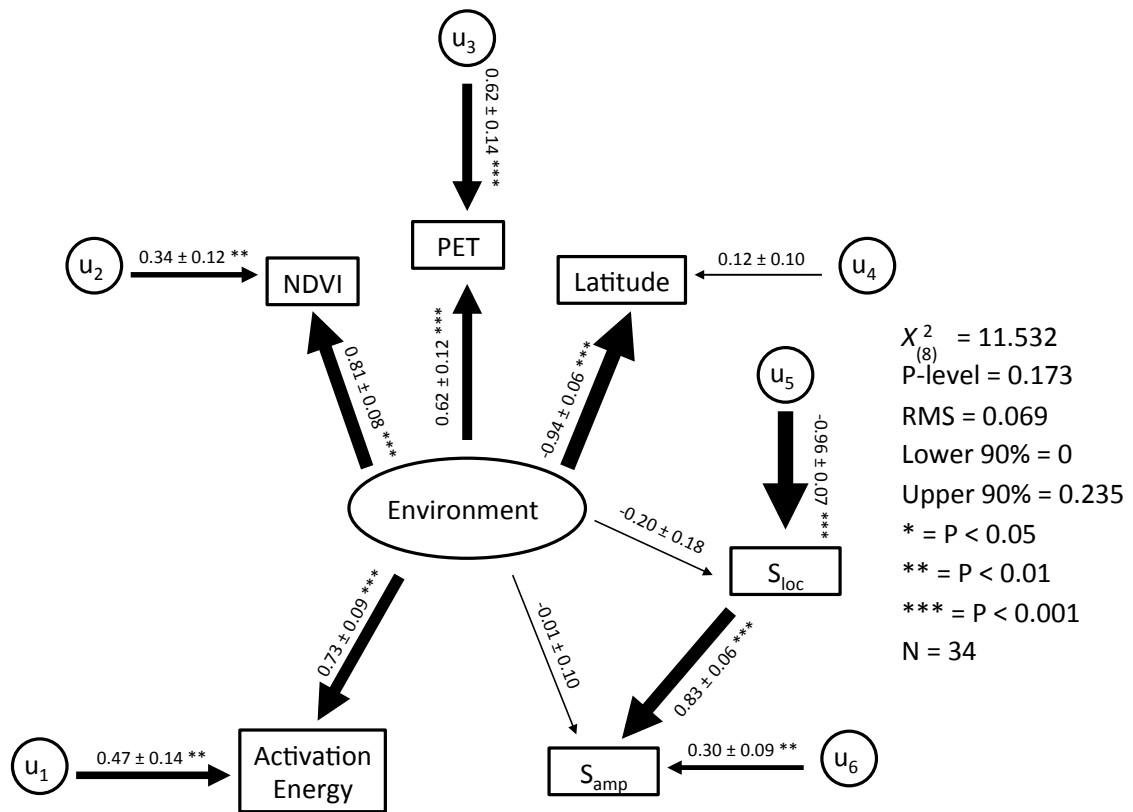 u3
0.62 ± 0.14 ***
PET
u2
0.34 ± 0.12 **
NDVI
Latitude
0.12 ± 0.10
u4
0.81 ± 0.08 ***
0.62 ± 0.12 ***
-0.94 ± 0.06 ***
u5
-0.96 ± 0.07 ***
Environment
-0.20 ± 0.18
Sloc
0.73 ± 0.09 ***
-0.01 ± 0.10
0.83 ± 0.06 ***
u1
0.47 ± 0.14 **
Activation
Energy
Samp
0.30 ± 0.09 **
u6
X²(8) = 11.532
P-level = 0.173
RMS = 0.069
Lower 90% = 0
Upper 90% = 0.235
* = P < 0.05
** = P < 0.01
*** = P < 0.001
N = 34